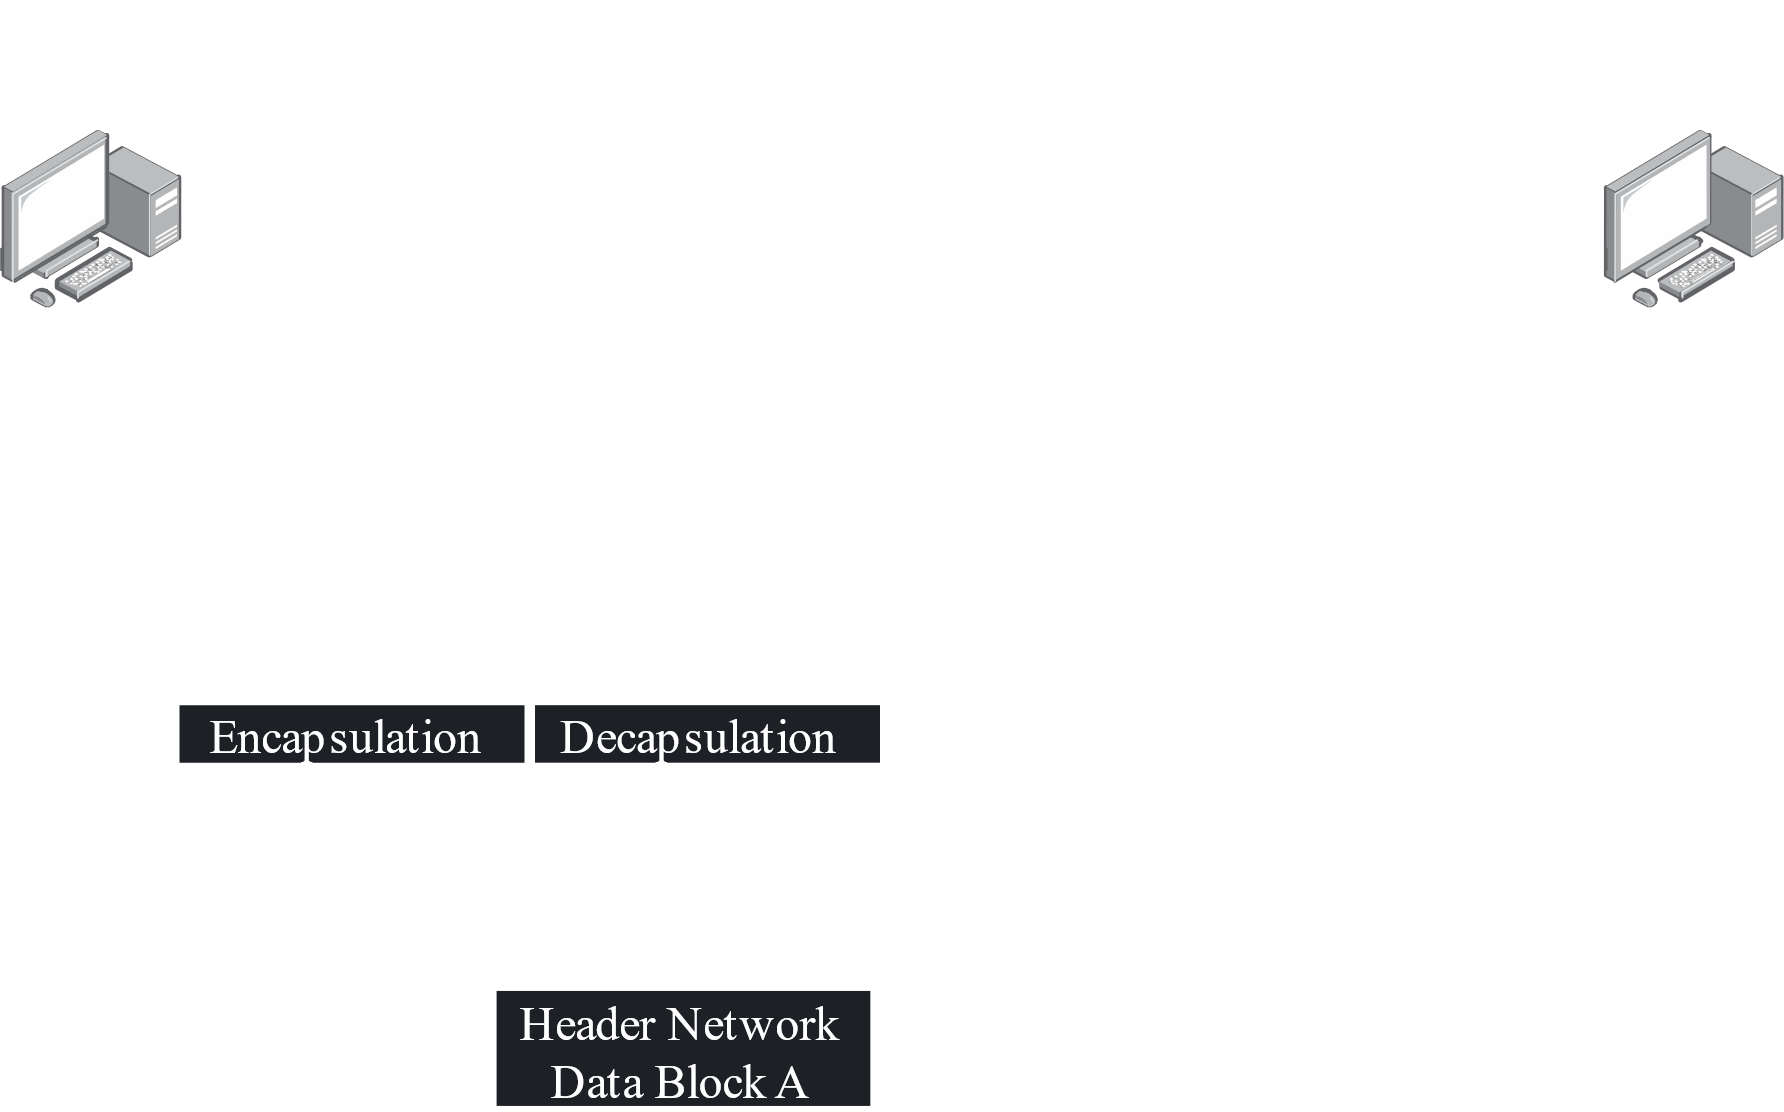 Encapsulation Decapsulation
Header Network
Data Block A